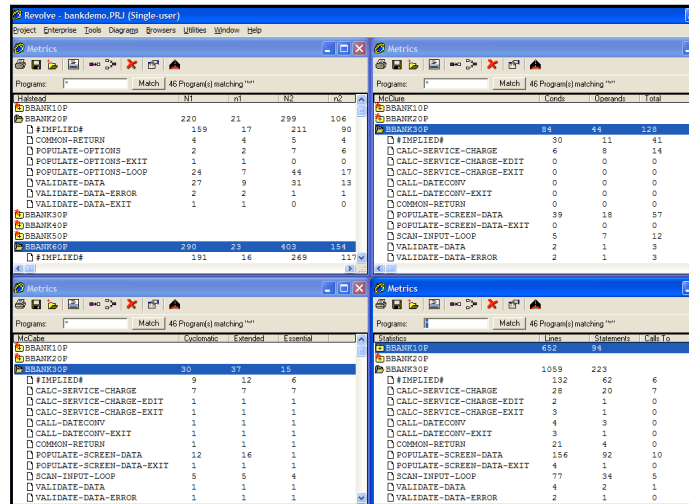 Revolve - bankdemo.PRJ (Single-user)
Project Enterprise Tools Diagrams Browsers Utilities Window Help
Metrics
Programs: * Match 46 Program(s) matching "*"
Halstead N1 n1 N2 n2
BBANK10P
BBANK20P 220 21 299 106
#IMPLIED# 159 17 211 90
COMMON-RETURN 4 4 5 4
POPULATE-OPTIONS 2 2 7 6
POPULATE-OPTIONS-EXIT 1 1 0 0
POPULATE-OPTIONS-LOOP 24 7 44 17
VALIDATE-DATA 27 9 31 13
VALIDATE-DATA-ERROR 2 2 1 1
VALIDATE-DATA-EXIT 1 1 0 0
BBANK30P
BBANK40P
BBANK50P
BBANK60P 290 23 403 154
#IMPLIED# 191 16 269 117
Metrics
Programs: * Match 46 Program(s) matching "*"
McClure Conds Operands Total
BBANK10P
BBANK20P
BBANK30P 84 44 128
#IMPLIED# 30 11 41
CALC-SERVICE-CHARGE 6 8 14
CALC-SERVICE-CHARGE-EDIT 0 0 0
CALC-SERVICE-CHARGE-EXIT 0 0 0
CALL-DATECONV 0 0 0
CALL-DATECONV-EXIT 0 0 0
COMMON-RETURN 0 0 0
POPULATE-SCREEN-DATA 39 18 57
POPULATE-SCREEN-DATA-EXIT 0 0 0
SCAN-INPUT-LOOP 5 7 12
VALIDATE-DATA 2 1 3
VALIDATE-DATA-ERROR 2 1 3
Metrics
Programs: * Match 46 Program(s) matching "*"
McCabe Cyclomatic Extended Essential
BBANK10P
BBANK20P
BBANK30P 30 37 15
#IMPLIED# 9 12 6
CALC-SERVICE-CHARGE 7 7 7
CALC-SERVICE-CHARGE-EDIT 1 1 1
CALC-SERVICE-CHARGE-EXIT 1 1 1
CALL-DATECONV 1 1 1
CALL-DATECONV-EXIT 1 1 1
COMMON-RETURN 1 1 1
POPULATE-SCREEN-DATA 12 16 1
POPULATE-SCREEN-DATA-EXIT 1 1 1
SCAN-INPUT-LOOP 5 5 4
VALIDATE-DATA 1 1 1
VALIDATE-DATA-ERROR 1 1 1
Metrics
Programs: * Match 46 Program(s) matching "*"
Statistics Lines Statements Calls To
BBANK10P 652 94
BBANK20P
BBANK30P 1059 223
#IMPLIED# 132 62 6
CALC-SERVICE-CHARGE 28 20 7
CALC-SERVICE-CHARGE-EDIT 2 1 0
CALC-SERVICE-CHARGE-EXIT 3 1 0
CALL-DATECONV 4 3 0
CALL-DATECONV-EXIT 3 1 0
COMMON-RETURN 21 4 0
POPULATE-SCREEN-DATA 156 92 10
POPULATE-SCREEN-DATA-EXIT 4 1 0
SCAN-INPUT-LOOP 77 34 5
VALIDATE-DATA 4 2 1
VALIDATE-DATA-ERROR 2 1 0